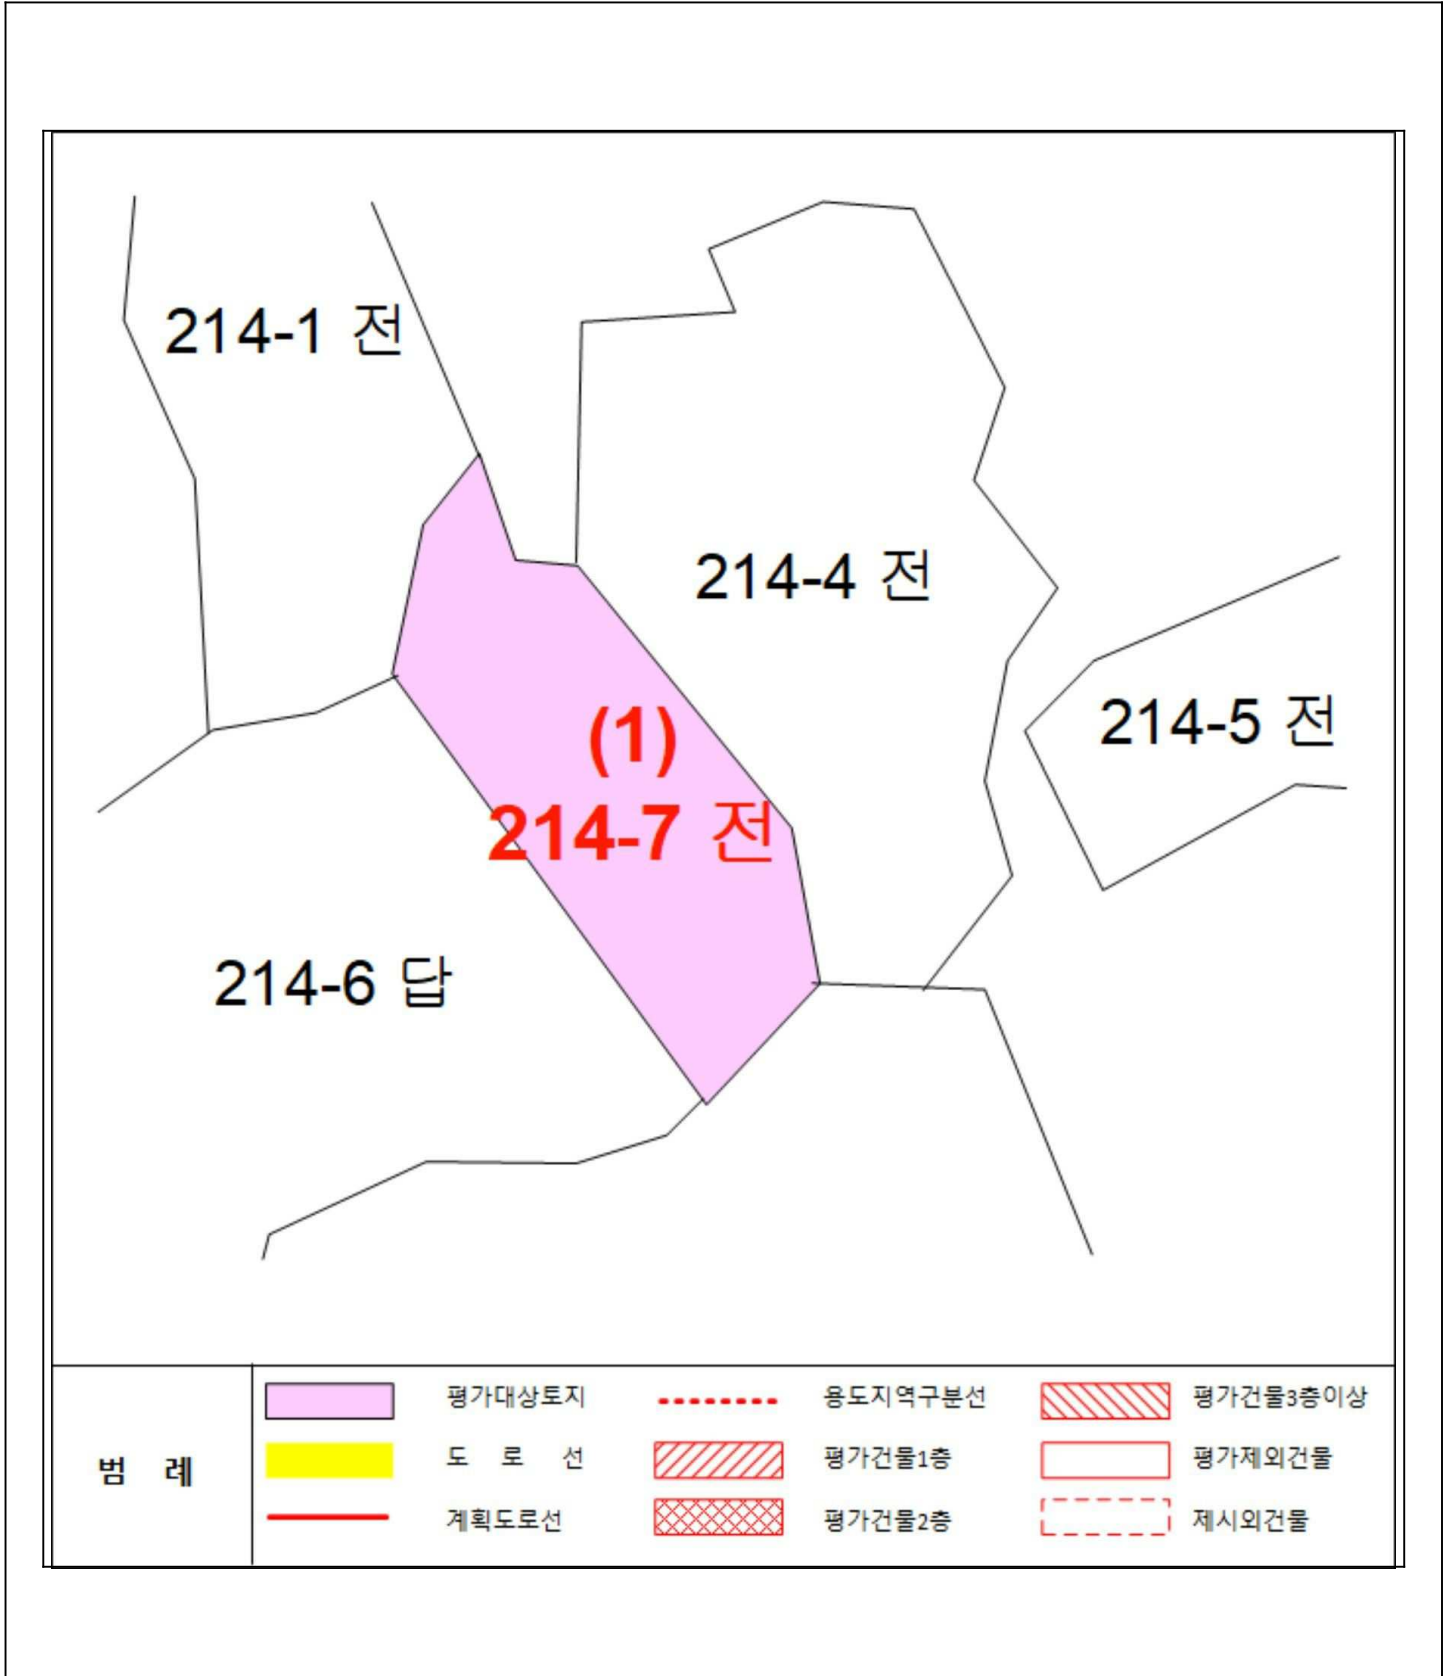 214-1 전
214-4 전
214-5 전
(1)
214-7 전
214-6 답
범 례
평가대상토지
용도지역구분선
평가건물3층이상
도 로 선
평가건물1층
평가제외건물
계획도로선
평가건물2층
제시외건물